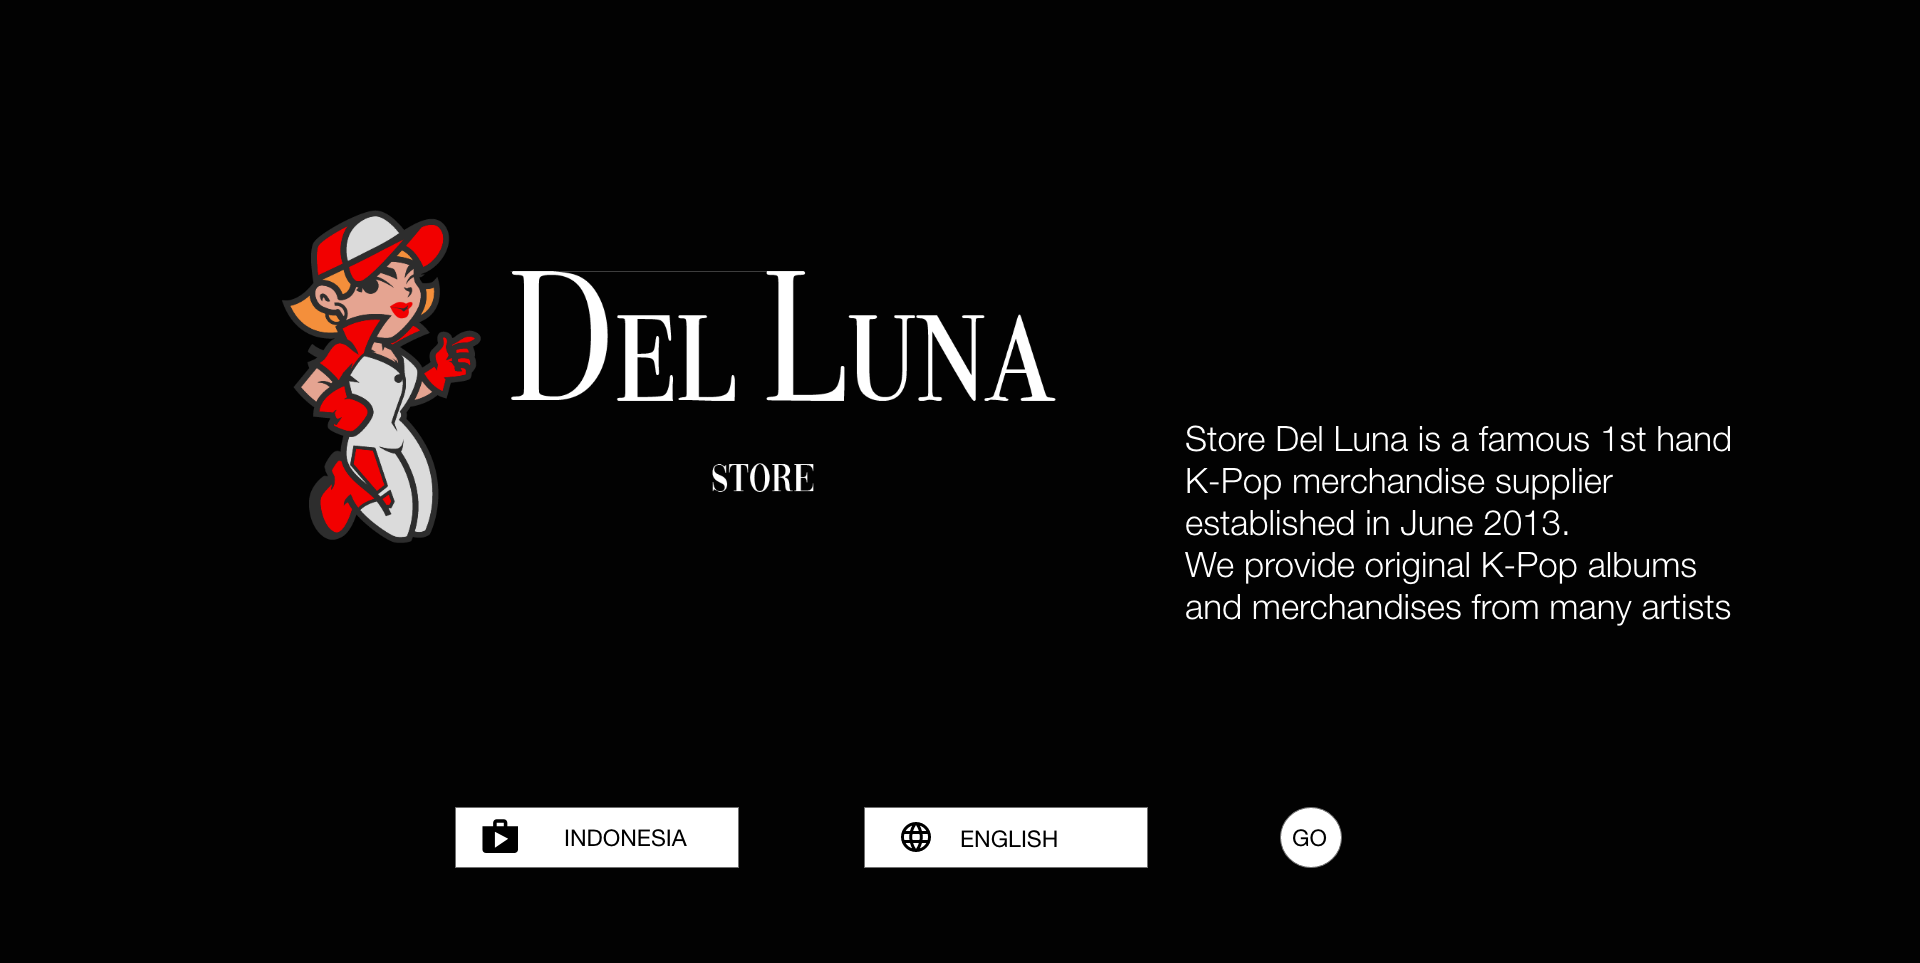 DEL LUNA
STORE
Store Del Luna is a famous 1st hand
K-Pop merchandise supplier
established in June 2013.
We provide original K-Pop albums
and merchandises from many artists
INDONESIA
ENGLISH
GO